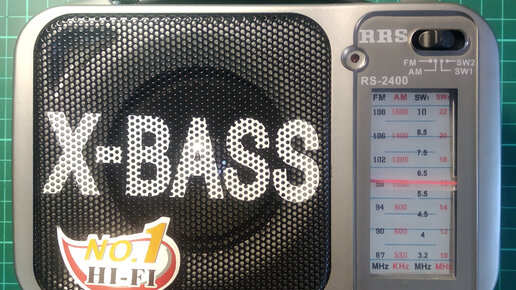 X-BASS
NO.1
HI-FI
RRS
FM SW2
AM SW1
RS-2400
FM AM SW1 SW2
108 1600 10 22
8.5
106 1400 20
7.5
102 1200 18
6.5
98 1000
5.5
94 800 5 14
4.5
90 600 4 12
87 530 3.2 10
MHz KHz MHz MHz